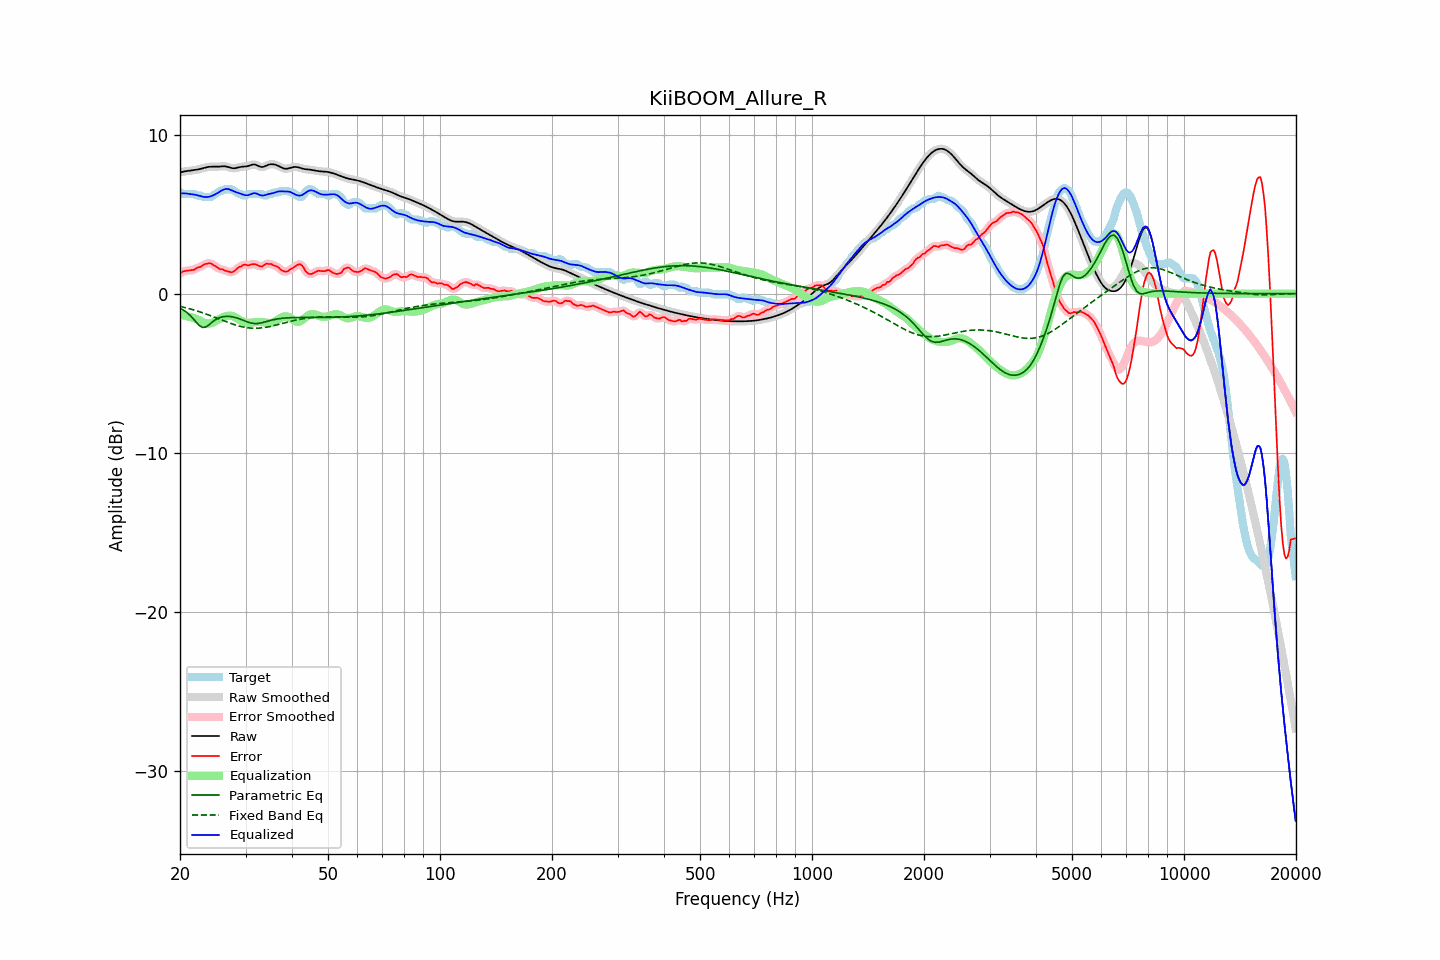 KiiBOOM_Allure_R
10
0
−10
−20
−30
Amplitude (dBr)
20
50
100
200
500
1000
2000
5000
10000
20000
Frequency (Hz)
Target
Raw Smoothed
Error Smoothed
Raw
Error
Equalization
Parametric Eq
Fixed Band Eq
Equalized